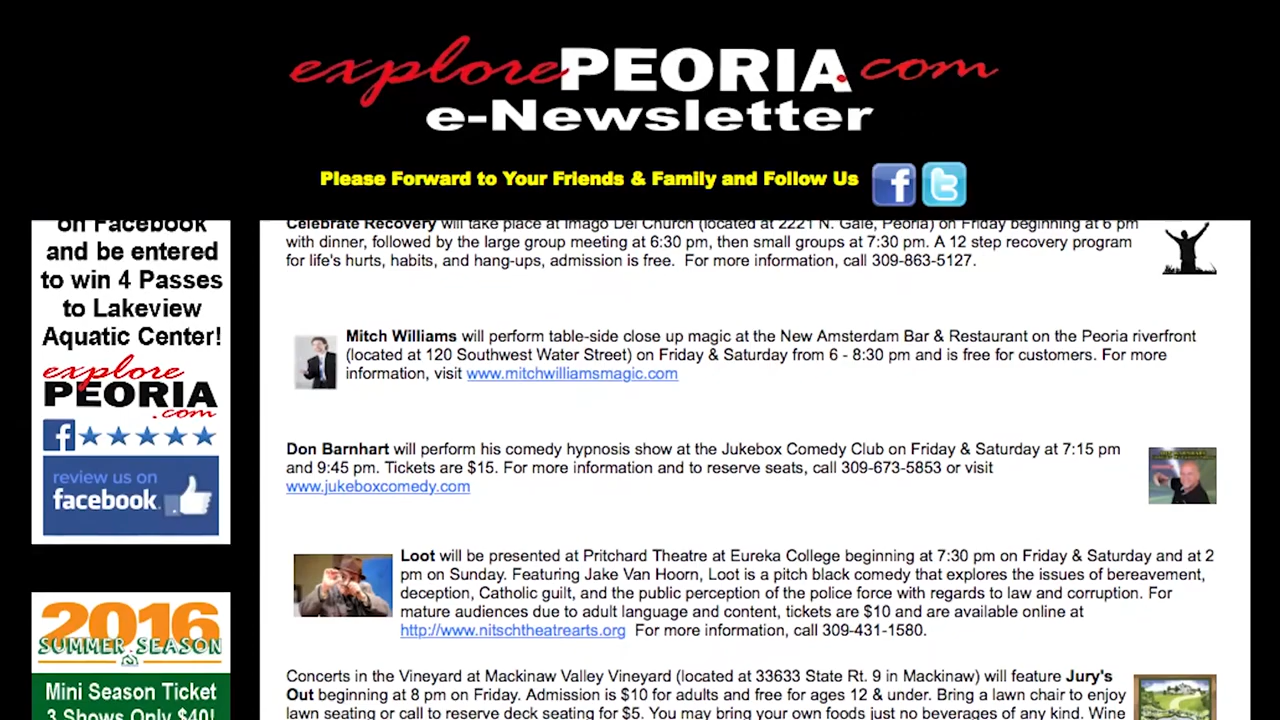 explorePEORIA.com
e-Newsletter
Please Forward to Your Friends & Family and Follow Us
on Facebook
and be entered
to win 4 Passes
to Lakeview
Aquatic Center!
explore
PEORIA
.com
review us on
facebook.
2016
SUMMER SEASON
Mini Season Ticket
3 Shows Only $40!
Celebrate Recovery will take place at Imago Dei Church (located at 2221 N. Gale, Peoria) on Friday beginning at 6 pm
with dinner, followed by the large group meeting at 6:30 pm, then small groups at 7:30 pm. A 12 step recovery program
for life's hurts, habits, and hang-ups, admission is free. For more information, call 309-863-5127.
Mitch Williams will perform table-side close up magic at the New Amsterdam Bar & Restaurant on the Peoria riverfront
(located at 120 Southwest Water Street) on Friday & Saturday from 6 - 8:30 pm and is free for customers. For more
information, visit www.mitchwilliamsmagic.com
Don Barnhart will perform his comedy hypnosis show at the Jukebox Comedy Club on Friday & Saturday at 7:15 pm
and 9:45 pm. Tickets are $15. For more information and to reserve seats, call 309-673-5853 or visit
www.jukeboxcomedy.com
Loot will be presented at Pritchard Theatre at Eureka College beginning at 7:30 pm on Friday & Saturday and at 2
pm on Sunday. Featuring Jake Van Hoorn, Loot is a pitch black comedy that explores the issues of bereavement,
deception, Catholic guilt, and the public perception of the police force with regards to law and corruption. For
mature audiences due to adult language and content, tickets are $10 and are available online at
http://www.nitschtheatrearts.org For more information, call 309-431-1580.
Concerts in the Vineyard at Mackinaw Valley Vineyard (located at 33633 State Rt. 9 in Mackinaw) will feature Jury's
Out beginning at 8 pm on Friday. Admission is $10 for adults and free for ages 12 & under. Bring a lawn chair to enjoy
lawn seating or call to reserve deck seating for $5. You may bring your own foods just no beverages of any kind. Wine